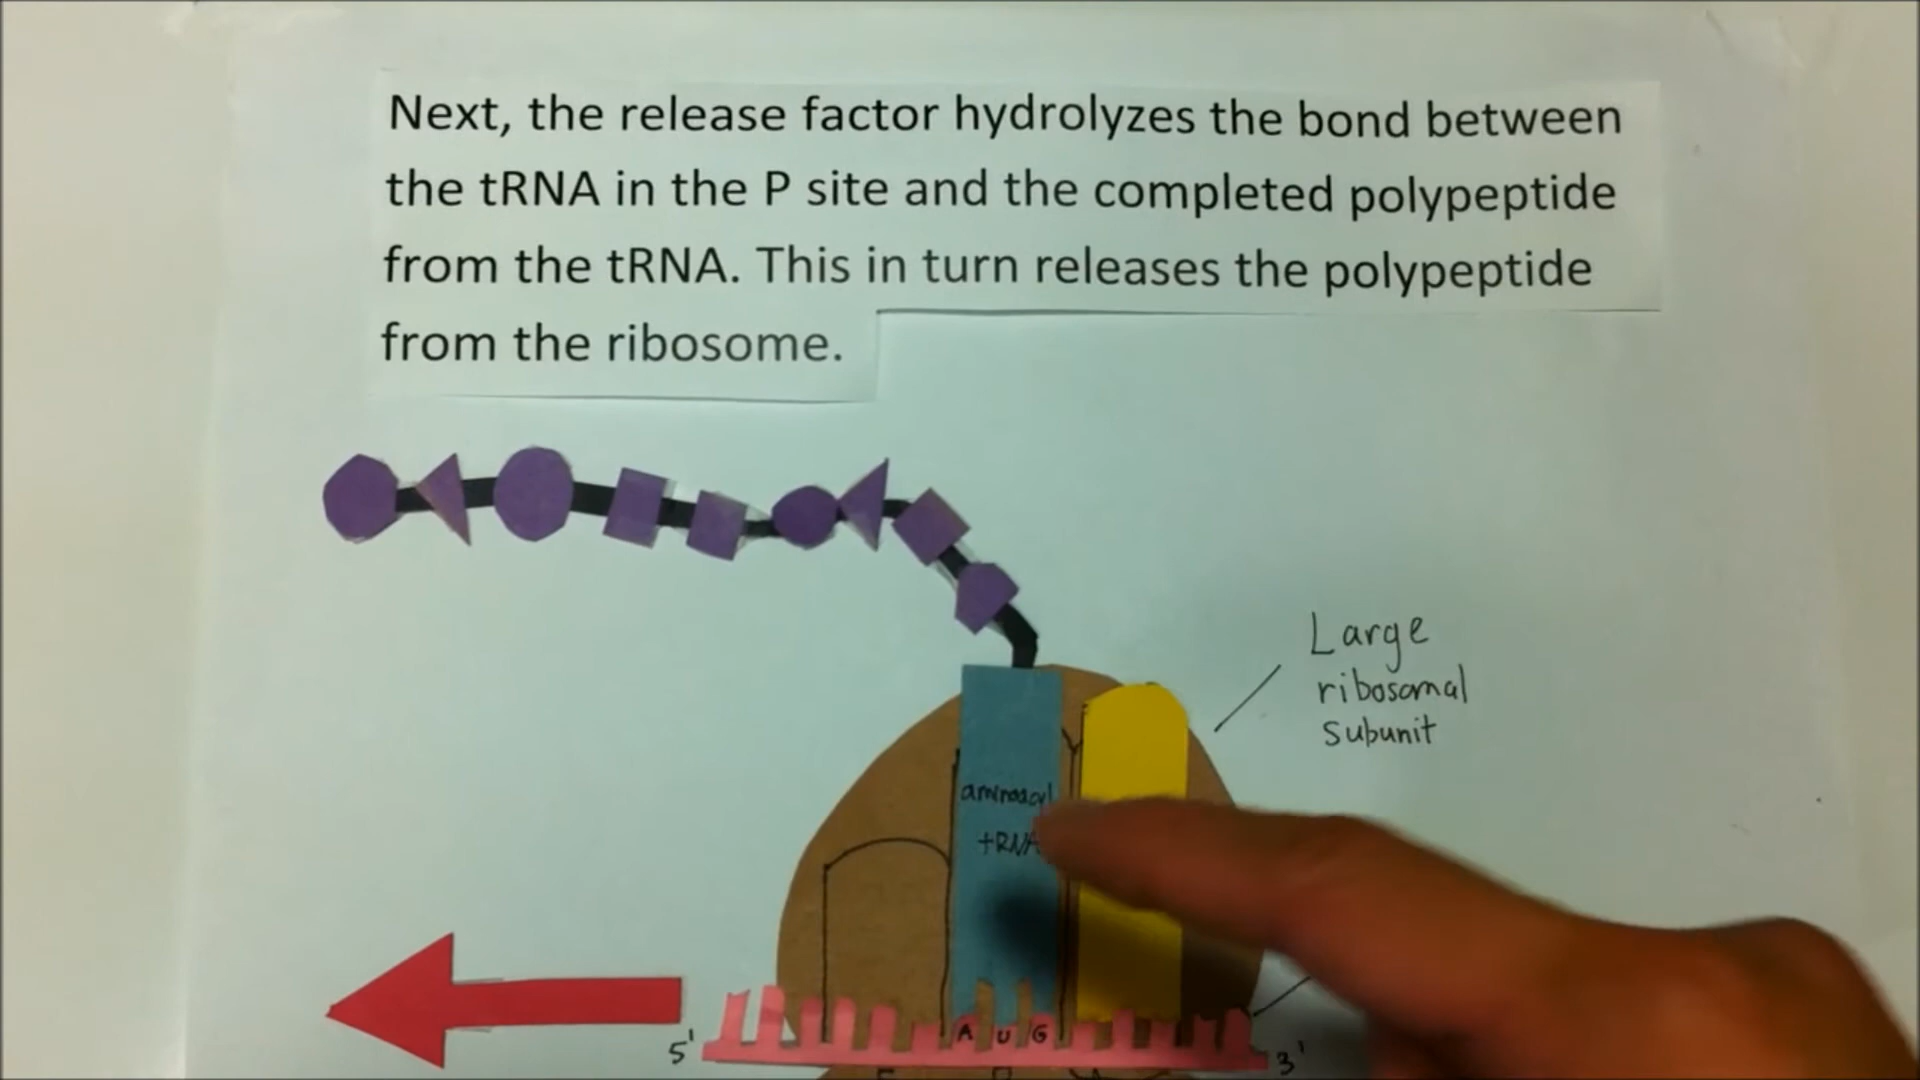 Next, the release factor hydrolyzes the bond between
the tRNA in the P site and the completed polypeptide
from the tRNA. This in turn releases the polypeptide
from the ribosome.
Large
ribosomal
subunit
aminoacyl
tRNA
A U G
5'
3'